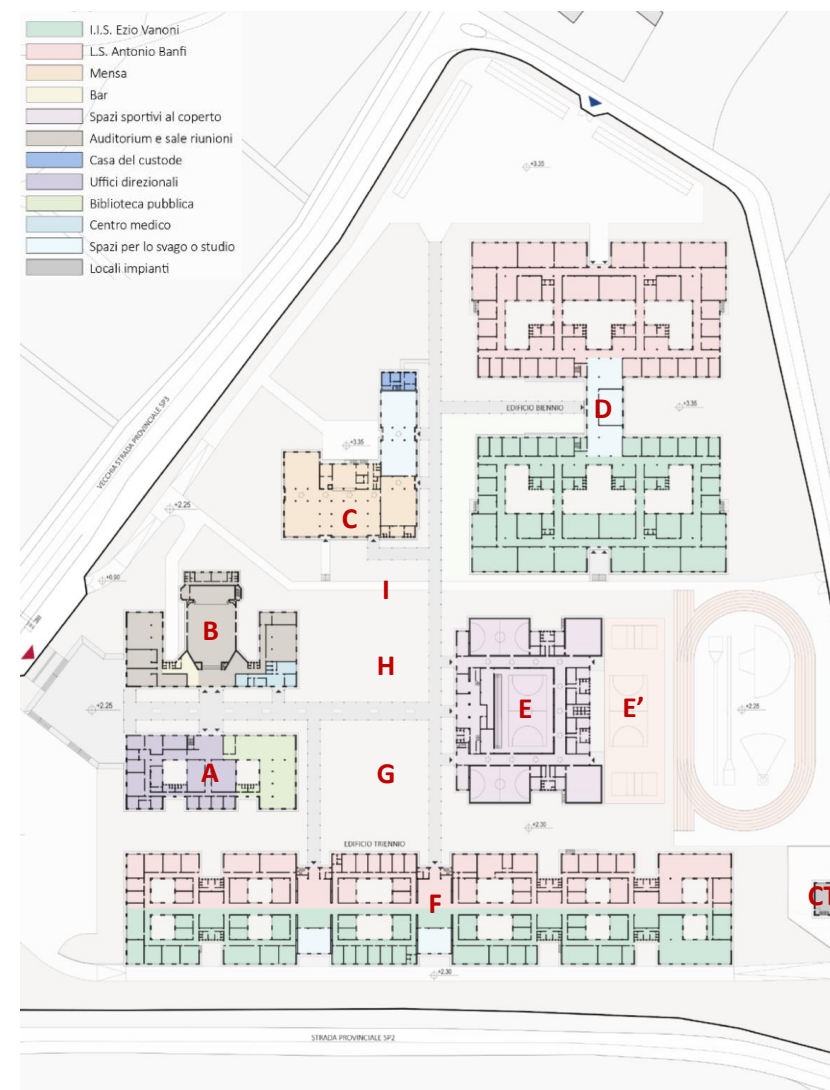 I.I.S. Ezio Vanoni
L.S. Antonio Banfi
Mensa
Bar
Spazi sportivi al coperto
Auditorium e sale riunioni
Casa del custode
Uffici direzionali
Biblioteca pubblica
Centro medico
Spazi per lo svago o studio
Locali impianti
+3.35
VECCHIA STRADA PROVINCIALE SP3
EDIFICIO BIENNIO
D
+3.35
+3.35
C
+2.25
+0.90
I
B
H
+2.25
E
E’
+2.25
A
G
+2.30
EDIFICIO TRIENNIO
F
CT
+2.30
STRADA PROVINCIALE SP2